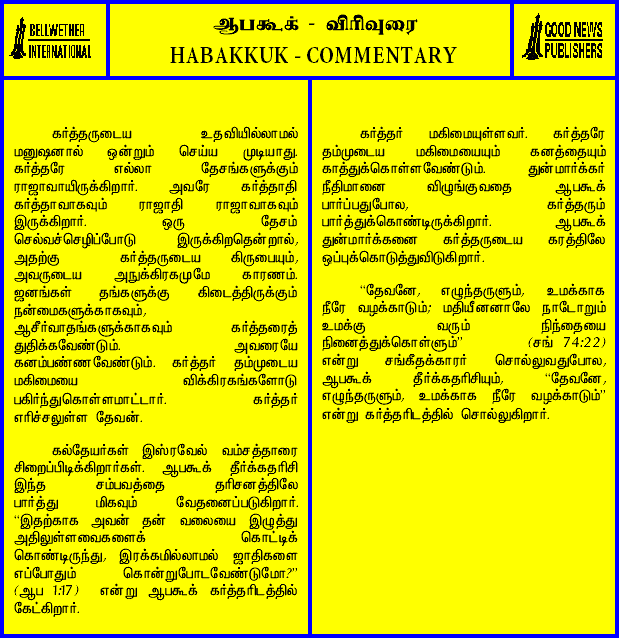 BELLWETHER
INTERNATIONAL
ஆபகூக் - விரிவுரை
HABAKKUK - COMMENTARY
GOOD NEWS
PUBLISHERS
கர்த்தருடைய உதவியில்லாமல்
மனுஷனால் ஒன்றும் செய்ய முடியாது.
கர்த்தரே எல்லா தேசங்களுக்கும்
ராஜாவாயிருக்கிறார். அவரே கர்த்தாதி
கர்த்தாவாகவும் ராஜாதி ராஜாவாகவும்
இருக்கிறார். ஒரு தேசம்
செல்வச்செழிப்போடு இருக்கிறதென்றால்,
அதற்கு கர்த்தருடைய கிருபையும்,
அவருடைய அநுக்கிரகமுமே காரணம்.
ஜனங்கள் தங்களுக்கு கிடைத்திருக்கும்
நன்மைகளுக்காகவும்,
ஆசீர்வாதங்களுக்காகவும் கர்த்தரைத்
துதிக்கவேண்டும். அவரையே
கனம்பண்ணவேண்டும். கர்த்தர் தம்முடைய
மகிமையை விக்கிரகங்களோடு
பகிர்ந்துகொள்ளமாட்டார். கர்த்தர்
எரிச்சலுள்ள தேவன்.
கல்தேயர்கள் இஸ்ரவேல் வம்சத்தாரை
சிறைப்பிடிக்கிறார்கள். ஆபகூக் தீர்க்கதரிசி
இந்த சம்பவத்தை தரிசனத்திலே
பார்த்து மிகவும் வேதனைப்படுகிறார்.
“இதற்காக அவன் தன் வலையை இழுத்து
அதிலுள்ளவைகளைக் கொட்டிக்
கொண்டிருந்து, இரக்கமில்லாமல் ஜாதிகளை
எப்போதும் கொன்றுபோடவேண்டுமோ?”
(ஆப 1:17) என்று ஆபகூக் கர்த்தரிடத்தில்
கேட்கிறார்.
கர்த்தர் மகிமையுள்ளவர். கர்த்தரே
தம்முடைய மகிமையையும் கனத்தையும்
காத்துக்கொள்ளவேண்டும். துன்மார்க்கர்
நீதிமானை விழுங்குவதை ஆபகூக்
பார்ப்பதுபோல, கர்த்தரும்
பார்த்துக்கொண்டிருக்கிறார். ஆபகூக்
துன்மார்க்கனை கர்த்தருடைய கரத்திலே
ஒப்புக்கொடுத்துவிடுகிறார்.
“தேவனே, எழுந்தருளும், உமக்காக
நீரே வழக்காடும்; மதியீனனாலே நாடோறும்
உமக்கு வரும் நிந்தையை
நினைத்துக்கொள்ளும்” (சங் 74:22)
என்று சங்கீதக்காரர் சொல்லுவதுபோல,
ஆபகூக் தீர்க்கதரிசியும், “தேவனே,
எழுந்தருளும், உமக்காக நீரே வழக்காடும்”
என்று கர்த்தரிடத்தில் சொல்லுகிறார்.